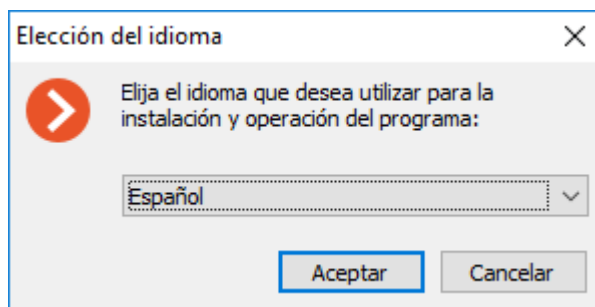 Elección del idioma
Elija el idioma que desea utilizar para la
instalación y operación del programa:
Español
Aceptar
Cancelar